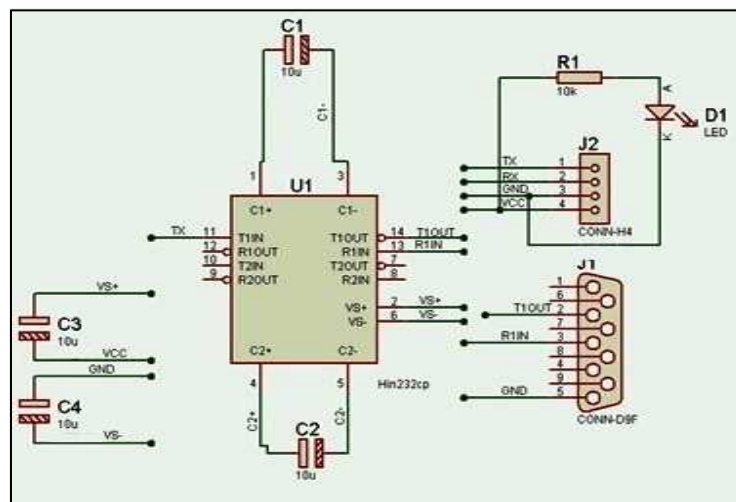 C1
10u
C1-
R1
10k
A
D1
LED
K
J2
TX 1
RX 2
GND 3
VCC 4
CONN-H4
1
3
U1
C1+ C1-
TX 11 T1IN T1OUT 14 T1OUT
12 R1OUT R1IN 13 R1IN
10 T2IN T2OUT 7
9 R2OUT R2IN 8
VS+ 2 VS+
VS- 6 VS-
C2+ C2-
4
5
Hin232cp
C2+
C2-
C2
10u
VS+
C3
10u
VCC
GND
C4
10u
VS-
J1
1
6
T1OUT 2
7
R1IN 3
8
4
9
GND 5
CONN-D9F